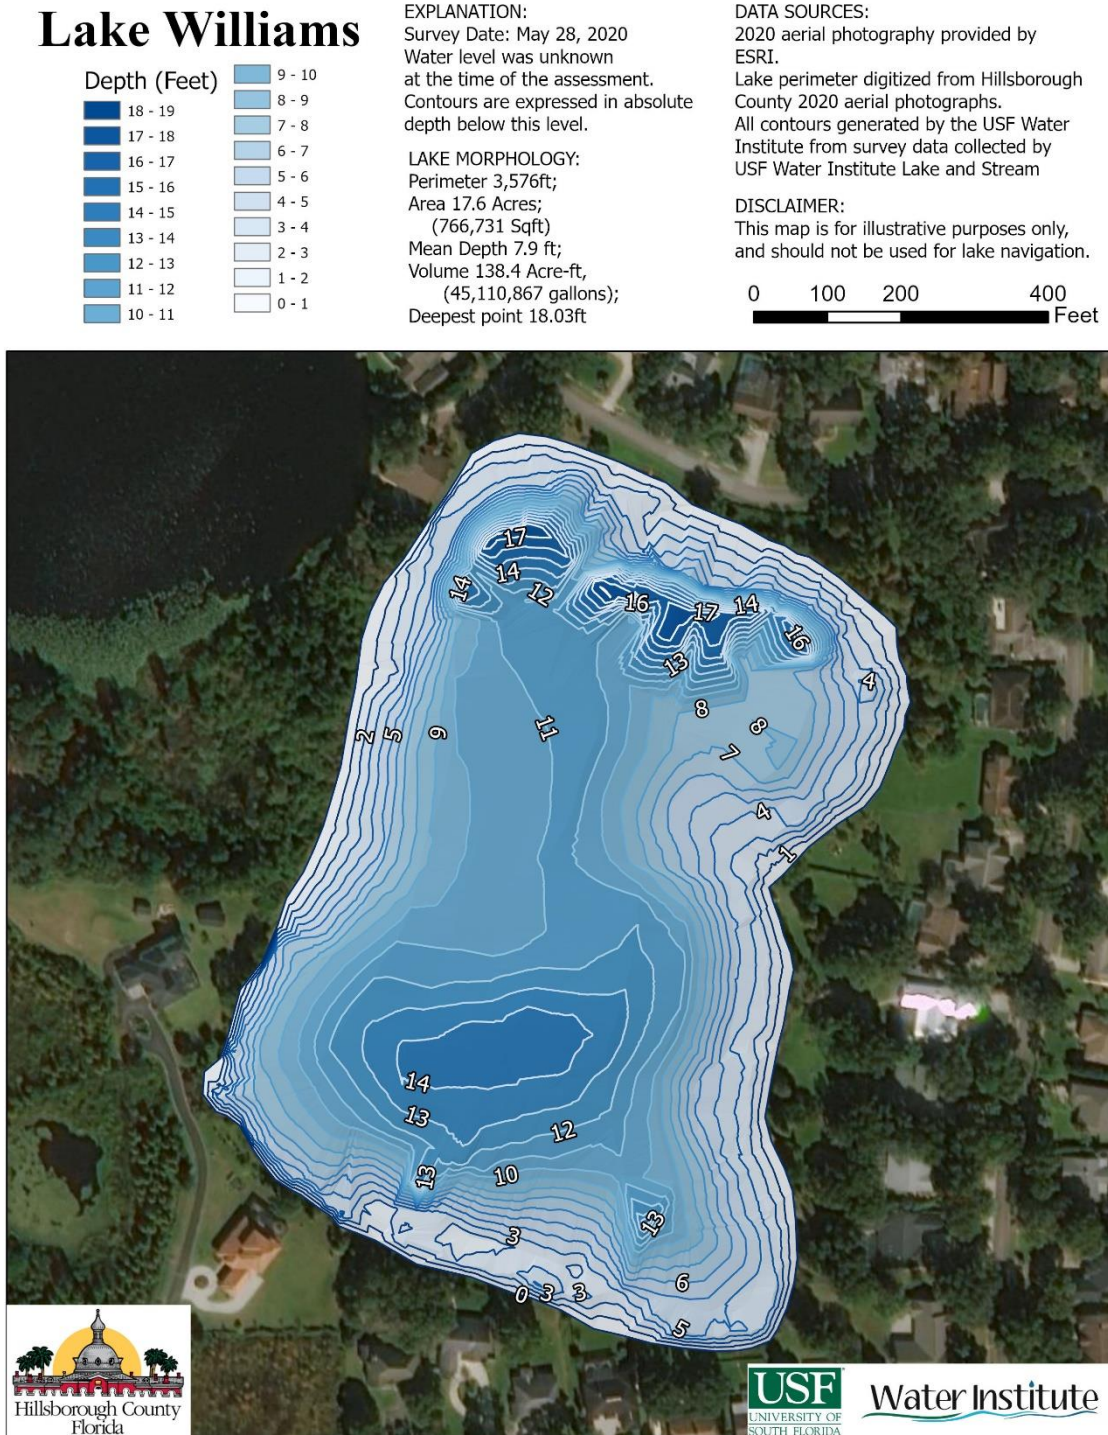 Lake Williams
Depth (Feet)
18 - 19
17 - 18
16 - 17
15 - 16
14 - 15
13 - 14
12 - 13
11 - 12
10 - 11
9 - 10
8 - 9
7 - 8
6 - 7
5 - 6
4 - 5
3 - 4
2 - 3
1 - 2
0 - 1
EXPLANATION:
Survey Date: May 28, 2020
Water level was unknown
at the time of the assessment.
Contours are expressed in absolute
depth below this level.
LAKE MORPHOLOGY:
Perimeter 3,576ft;
Area 17.6 Acres;
(766,731 Sqft)
Mean Depth 7.9 ft;
Volume 138.4 Acre-ft,
(45,110,867 gallons);
Deepest point 18.03ft
DATA SOURCES:
2020 aerial photography provided by
ESRI.
Lake perimeter digitized from Hillsborough
County 2020 aerial photographs.
All contours generated by the USF Water
Institute from survey data collected by
USF Water Institute Lake and Stream
DISCLAIMER:
This map is for illustrative purposes only,
and should not be used for lake navigation.
0 100 200 400
Feet
17
14
14
12
16
17
14
16
13
4
8
8
7
2
5
9
11
4
1
14
13
12
13
10
13
3
6
0
3
3
5
Hillsborough County
Florida
USF
UNIVERSITY OF
SOUTH FLORIDA
Water Institute